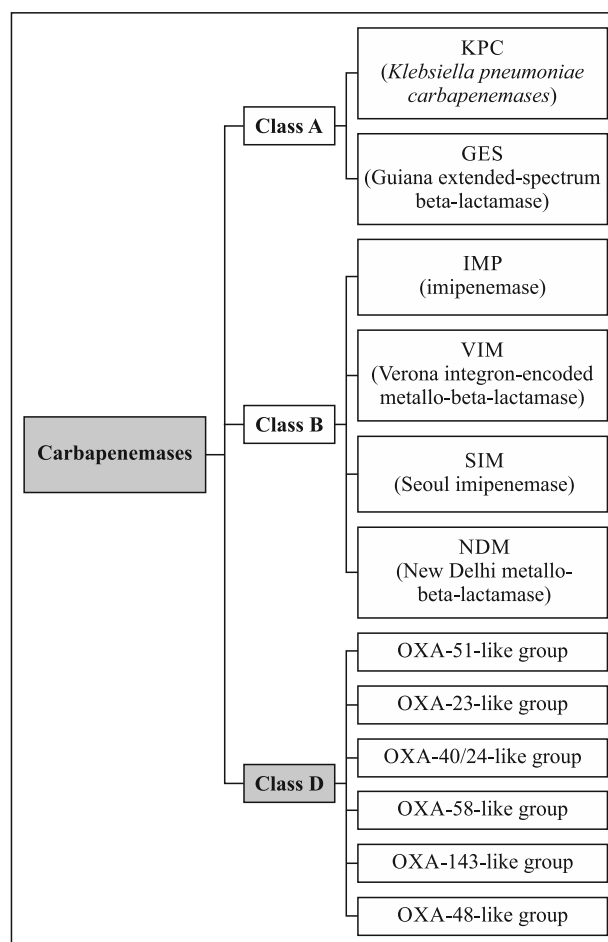 KPC
(Klebsiella pneumoniae
carbapenemases)
Class A
GES
(Guiana extended-spectrum
beta-lactamase)
IMP
(imipenemase)
VIM
(Verona integron-encoded
metallo-beta-lactamase)
Carbapenemases
Class B
SIM
(Seoul imipenemase)
NDM
(New Delhi metallo-
beta-lactamase)
OXA-51-like group
OXA-23-like group
OXA-40/24-like group
Class D
OXA-58-like group
OXA-143-like group
OXA-48-like group